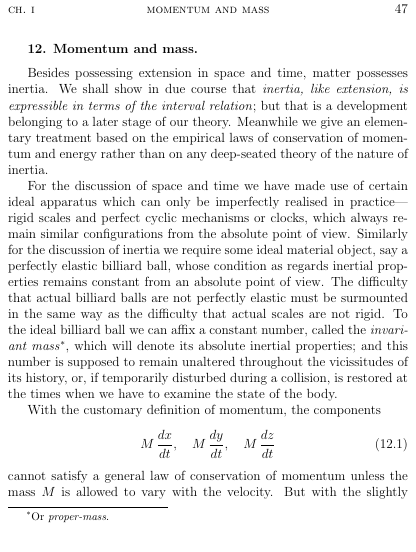 CH. I MOMENTUM AND MASS 47
12. Momentum and mass.
Besides possessing extension in space and time, matter possesses
inertia. We shall show in due course that inertia, like extension, is
expressible in terms of the interval relation; but that is a development
belonging to a later stage of our theory. Meanwhile we give an elemen-
tary treatment based on the empirical laws of conservation of momen-
tum and energy rather than on any deep-seated theory of the nature of
inertia.
For the discussion of space and time we have made use of certain
ideal apparatus which can only be imperfectly realised in practice—
rigid scales and perfect cyclic mechanisms or clocks, which always re-
main similar configurations from the absolute point of view. Similarly
for the discussion of inertia we require some ideal material object, say a
perfectly elastic billiard ball, whose condition as regards inertial prop-
erties remains constant from an absolute point of view. The difficulty
that actual billiard balls are not perfectly elastic must be surmounted
in the same way as the difficulty that actual scales are not rigid. To
the ideal billiard ball we can affix a constant number, called the invari-
ant mass*, which will denote its absolute inertial properties; and this
number is supposed to remain unaltered throughout the vicissitudes of
its history, or, if temporarily disturbed during a collision, is restored at
the times when we have to examine the state of the body.
With the customary definition of momentum, the components
M dx/dt, M dy/dt, M dz/dt (12.1)
cannot satisfy a general law of conservation of momentum unless the
mass M is allowed to vary with the velocity. But with the slightly
*Or proper-mass.